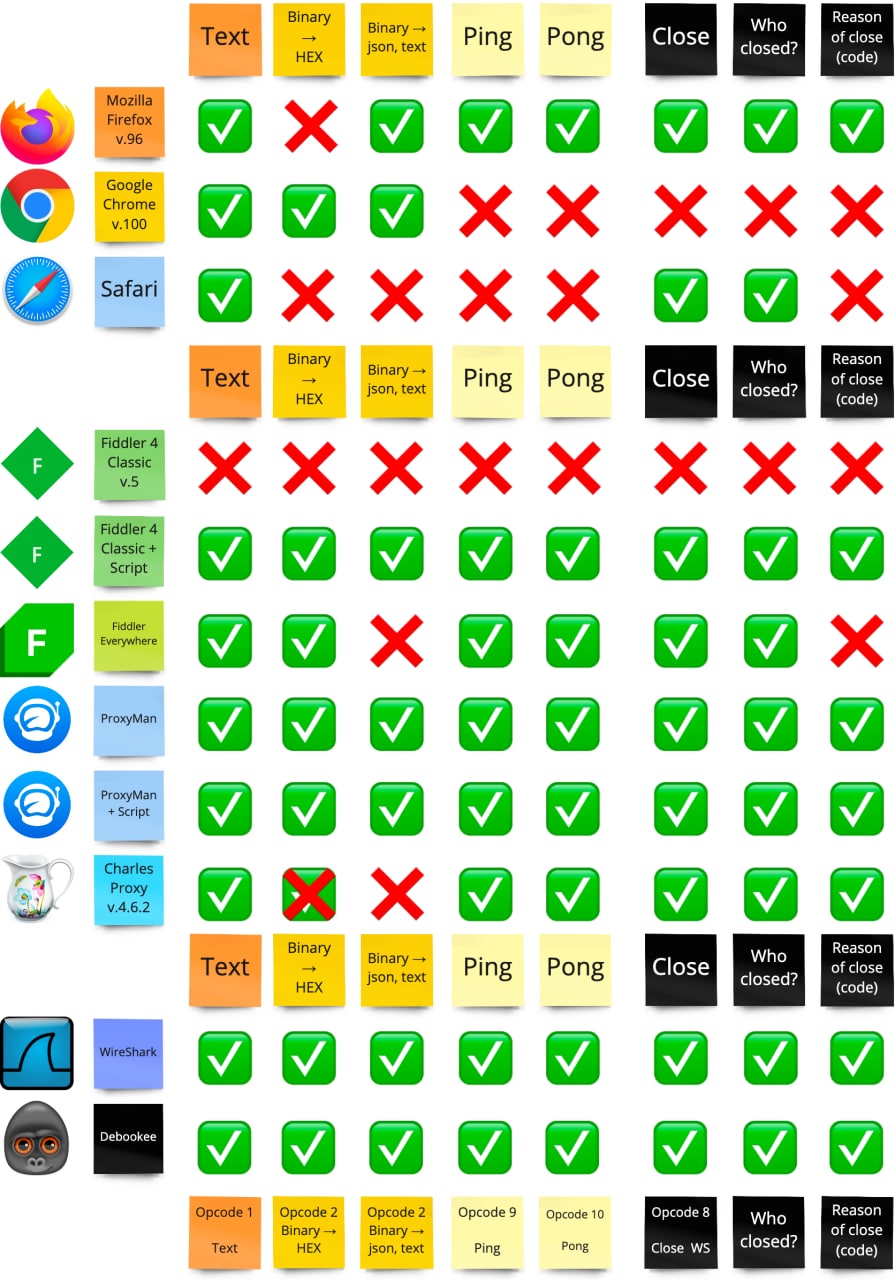 Text
Binary
→
HEX
Binary →
json, text
Ping
Pong
Close
Who
closed?
Reason
of close
(code)
Mozilla
Firefox
v.96
Google
Chrome
v.100
Safari
Text
Binary
→
HEX
Binary →
json, text
Ping
Pong
Close
Who
closed?
Reason
of close
(code)
F
Fiddler 4
Classic
v.5
F
Fiddler 4
Classic +
Script
F
Fiddler
Everywhere
ProxyMan
ProxyMan
+ Script
Charles
Proxy
v.4.6.2
Text
Binary
→
HEX
Binary →
json, text
Ping
Pong
Close
Who
closed?
Reason
of close
(code)
WireShark
Debookee
Opcode 1
Text
Opcode 2
Binary →
HEX
Opcode 2
Binary →
json, text
Opcode 9
Ping
Opcode 10
Pong
Opcode 8
Close WS
Who
closed?
Reason
of close
(code)